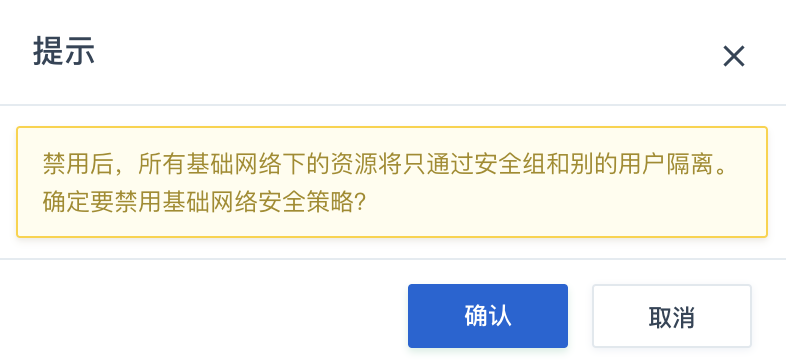 提示
禁用后，所有基础网络下的资源将只通过安全组和别的用户隔离。
确定要禁用基础网络安全策略?
确认
取消